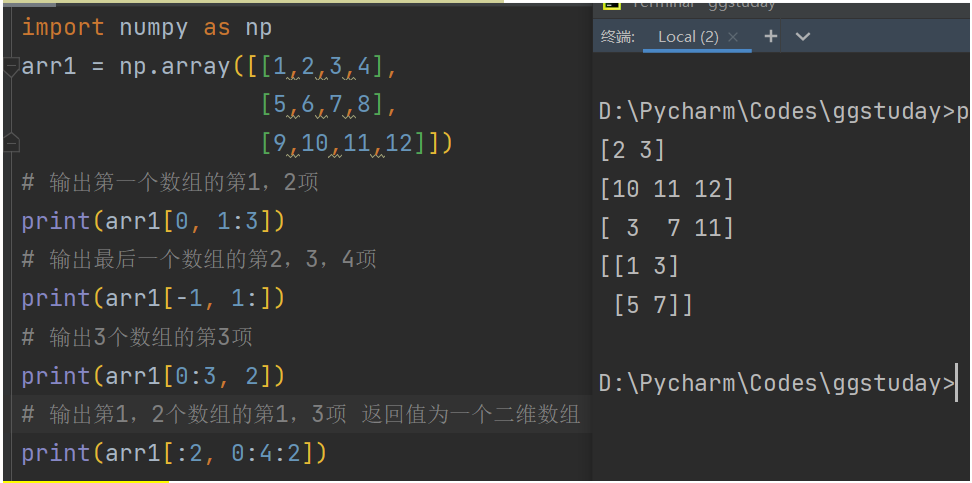 import numpy as np
arr1 = np.array([[1,2,3,4],
[5,6,7,8],
[9,10,11,12]])
# 输出第一个数组的第1，2项
print(arr1[0, 1:3])
# 输出最后一个数组的第2，3，4项
print(arr1[-1, 1:])
# 输出3个数组的第3项
print(arr1[0:3, 2])
# 输出第1，2个数组的第1，3项 返回值为一个二维数组
print(arr1[:2, 0:4:2])
Terminal ggstuday
终端: Local (2) × +
D:\Pycharm\Codes\ggstuday>p
[2 3]
[10 11 12]
[ 3  7 11]
[[1 3]
 [5 7]]
D:\Pycharm\Codes\ggstuday>